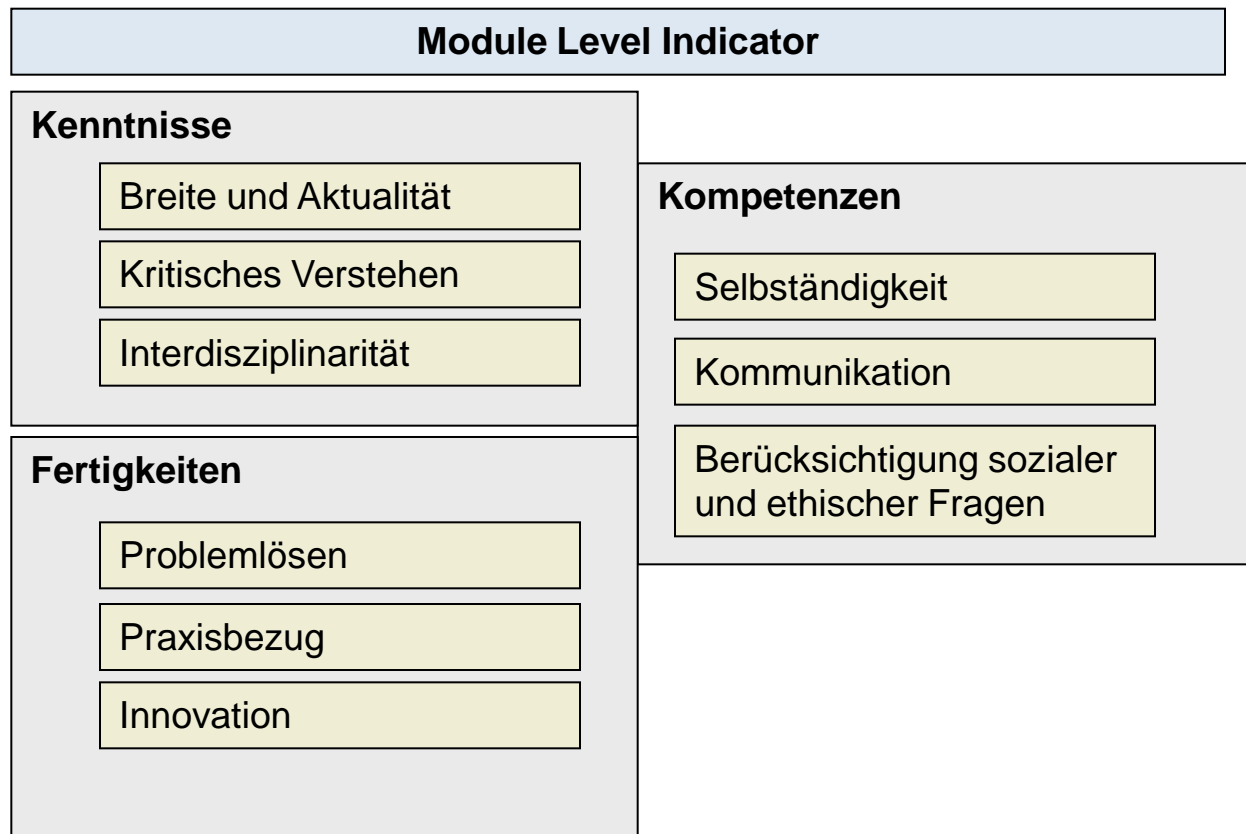 Module Level Indicator
Kenntnisse
Breite und Aktualität
Kritisches Verstehen
Interdisziplinarität
Fertigkeiten
Problemlösen
Praxisbezug
Innovation
Kompetenzen
Selbständigkeit
Kommunikation
Berücksichtigung sozialer
und ethischer Fragen